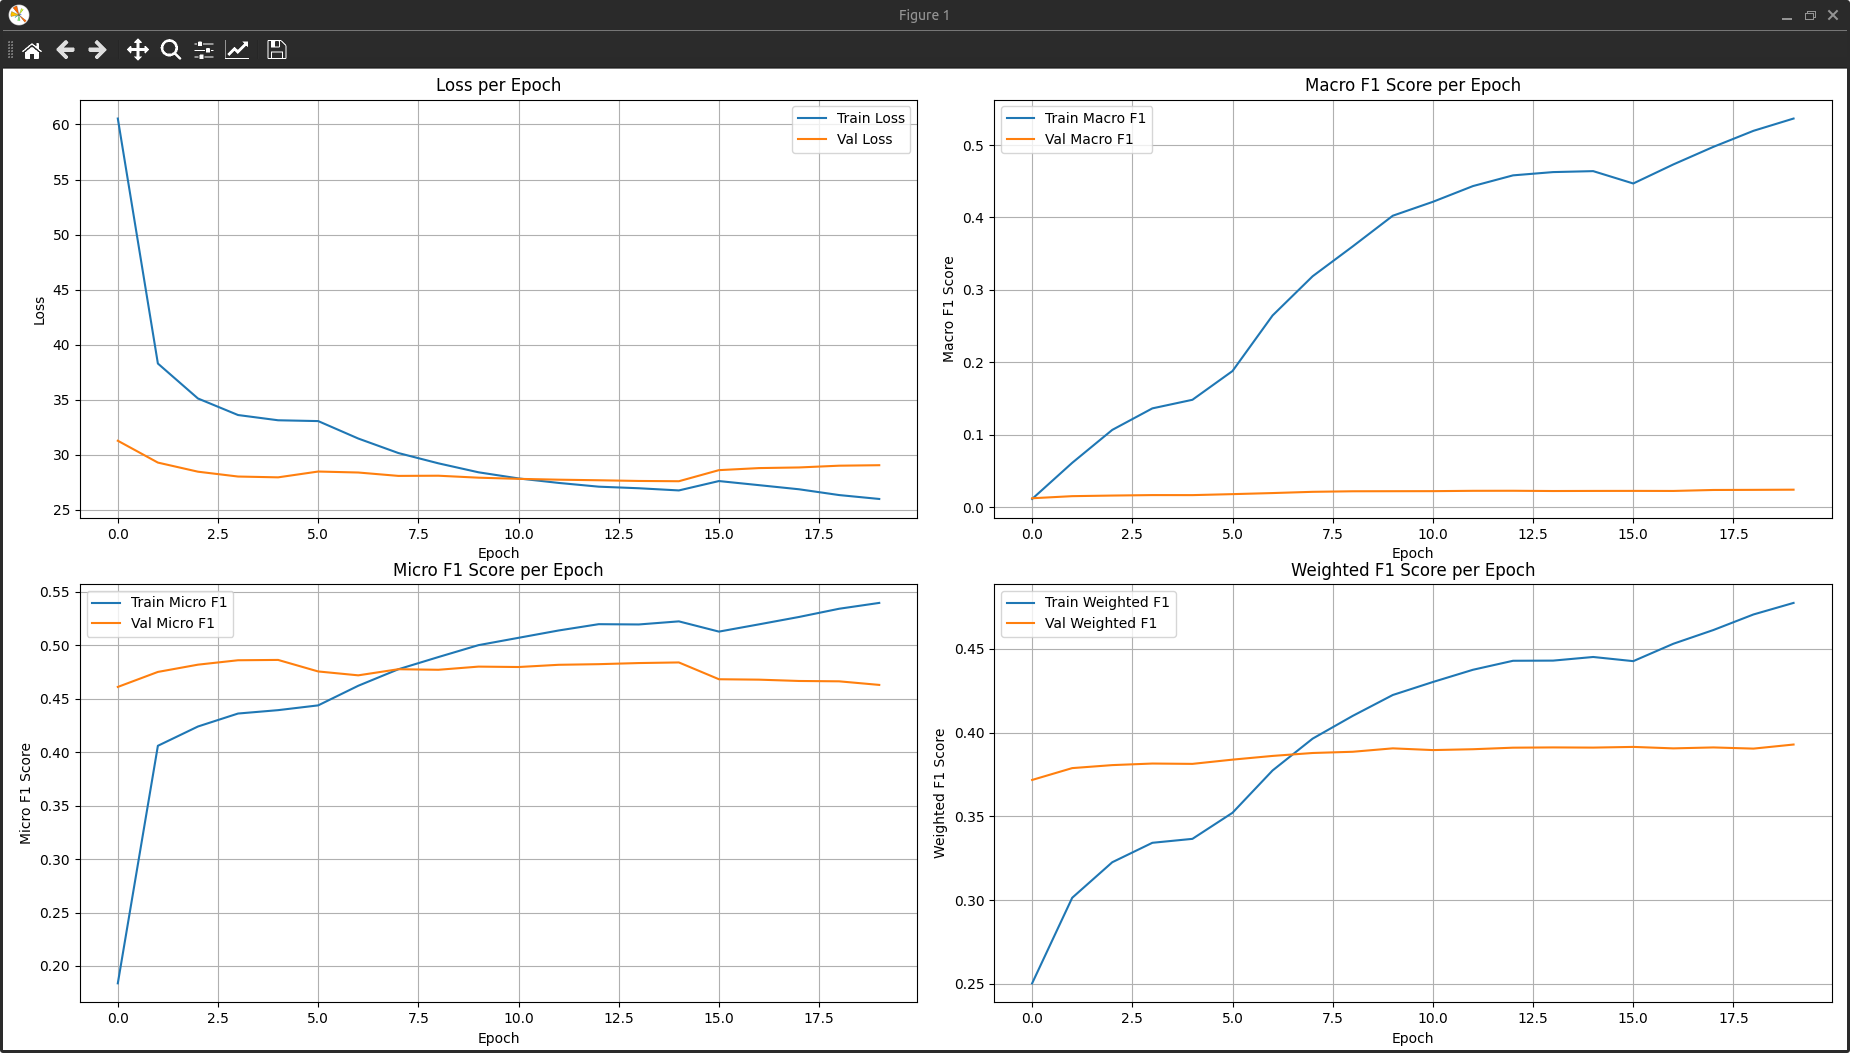 Figure 1
Loss per Epoch
Train Loss
Val Loss
60
55
50
45
40
35
30
25
Loss
0.0 2.5 5.0 7.5 10.0 12.5 15.0 17.5
Epoch
Macro F1 Score per Epoch
Train Macro F1
Val Macro F1
0.5
0.4
0.3
0.2
0.1
0.0
Macro F1 Score
0.0 2.5 5.0 7.5 10.0 12.5 15.0 17.5
Epoch
Micro F1 Score per Epoch
Train Micro F1
Val Micro F1
0.55
0.50
0.45
0.40
0.35
0.30
0.25
0.20
Micro F1 Score
0.0 2.5 5.0 7.5 10.0 12.5 15.0 17.5
Epoch
Weighted F1 Score per Epoch
Train Weighted F1
Val Weighted F1
0.45
0.40
0.35
0.30
0.25
Weighted F1 Score
0.0 2.5 5.0 7.5 10.0 12.5 15.0 17.5
Epoch